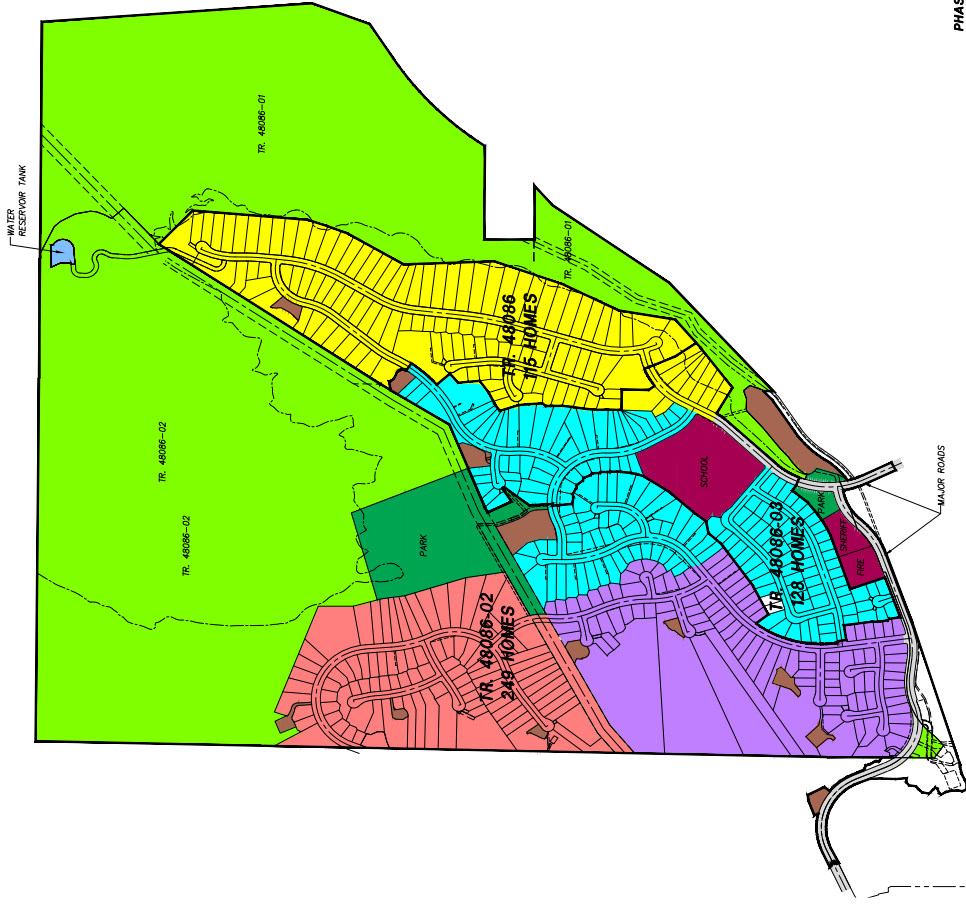 PHAS
TR. 48086-01
WATER
RESERVOIR TANK
TR. 48086-01
TR. 48086
115 HOMES
TR. 48086-02
TR. 48086-02
SCHOOL
MAJOR ROADS
PARK
PARK
SHERIFF
FIRE
TR. 48086-03
128 HOMES
TR. 48086-02
249 HOMES